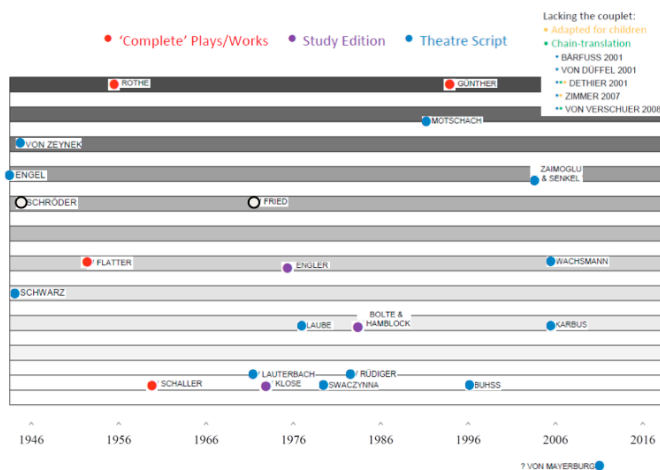 Lacking the couplet:
• Adapted for children
• Chain-translation
• BÄRFUSS 2001
• VON DÜFFEL 2001
• DETHIER 2001
• ZIMMER 2007
• VON VERSCHUER 2008
• 'Complete' Plays/Works • Study Edition • Theatre Script
ROTHE GÜNTHER
MOTSCHACH
VON ZEYNEK
ENGEL ZAIMOGLU
& SENKEL
SCHRÖDER FRIED
FLATTER ENGLER WACHSMANN
SCHWARZ
LAUBE BOLTE &
HAMBLOCK KARBUS
LAUTERBACH RÜDIGER
SCHALLER KLOSE SWACZYNNA BUHSS
1946 1956 1966 1976 1986 1996 2006 2016
? VON MAYERBURG